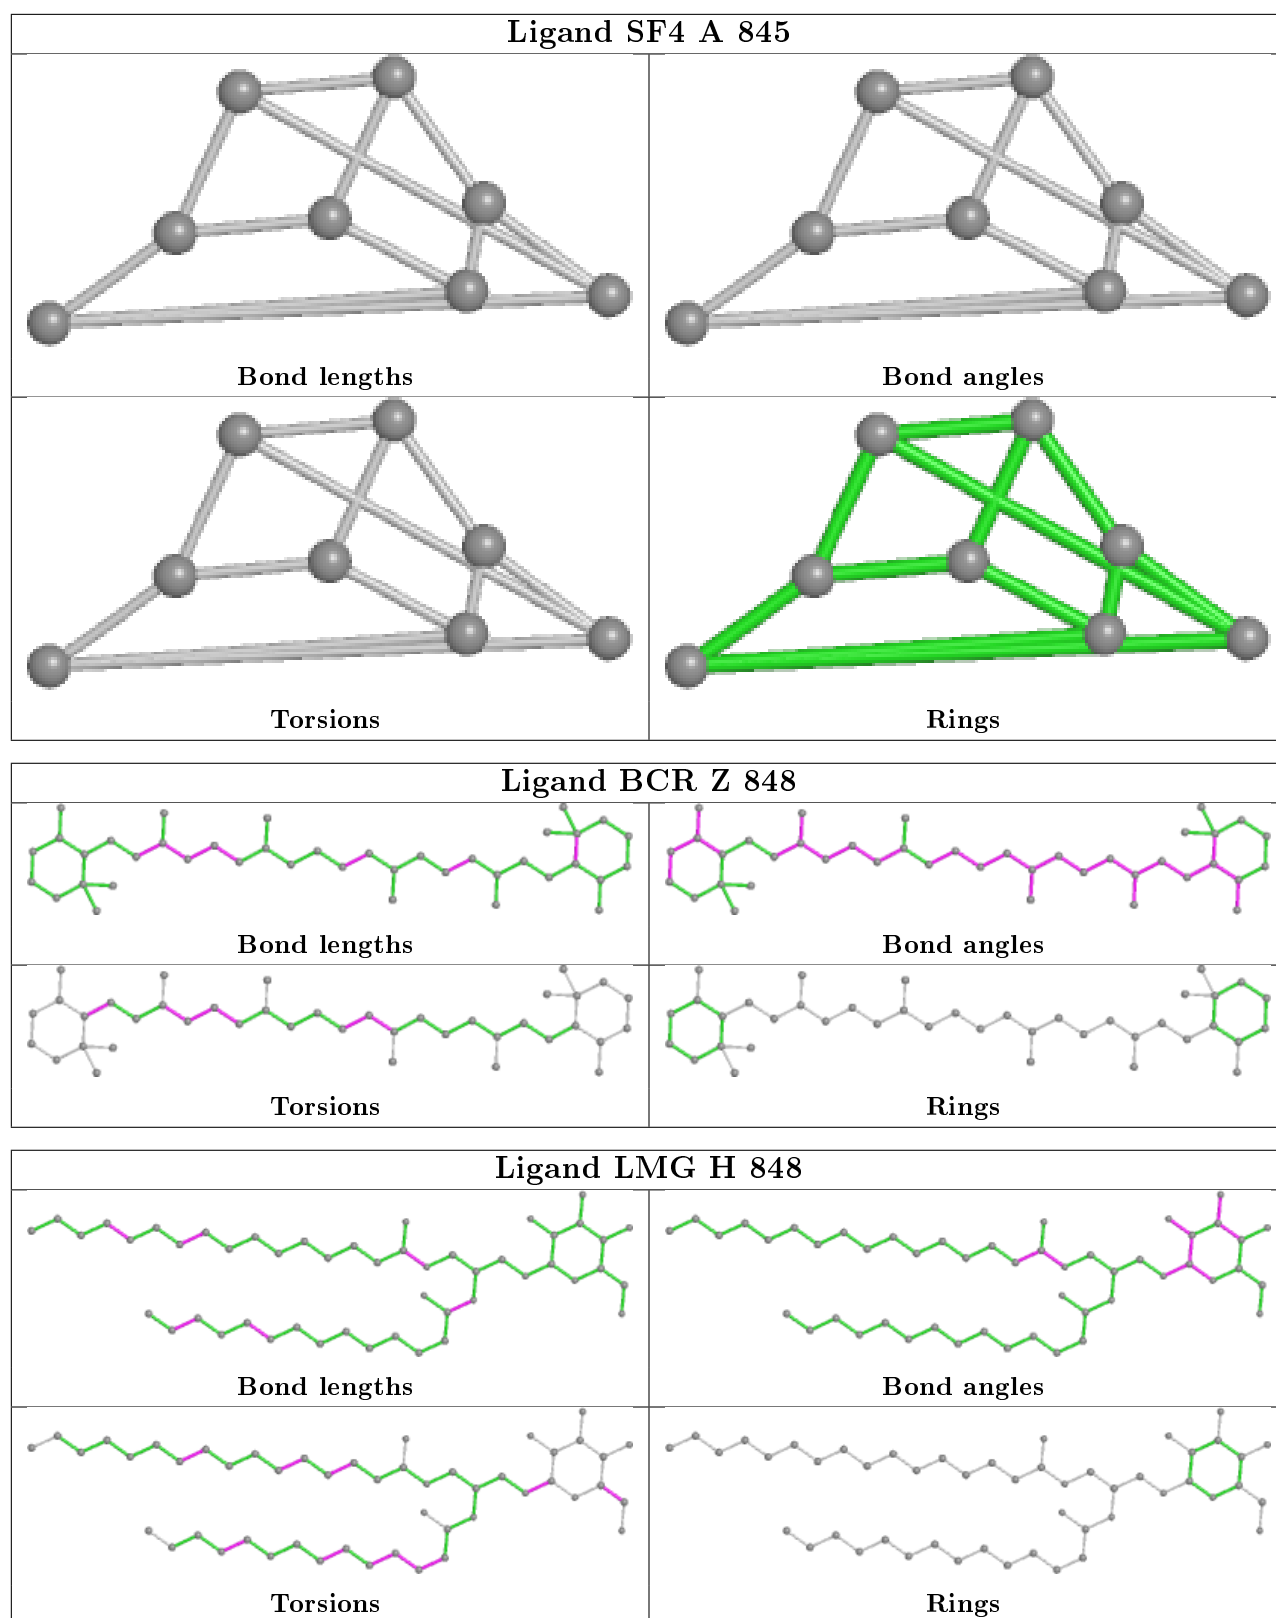 Ligand SF4 A 845
Bond lengths
Bond angles
Torsions
Rings
Ligand BCR Z 848
Bond lengths
Bond angles
Torsions
Rings
Ligand LMG H 848
Bond lengths
Bond angles
Torsions
Rings